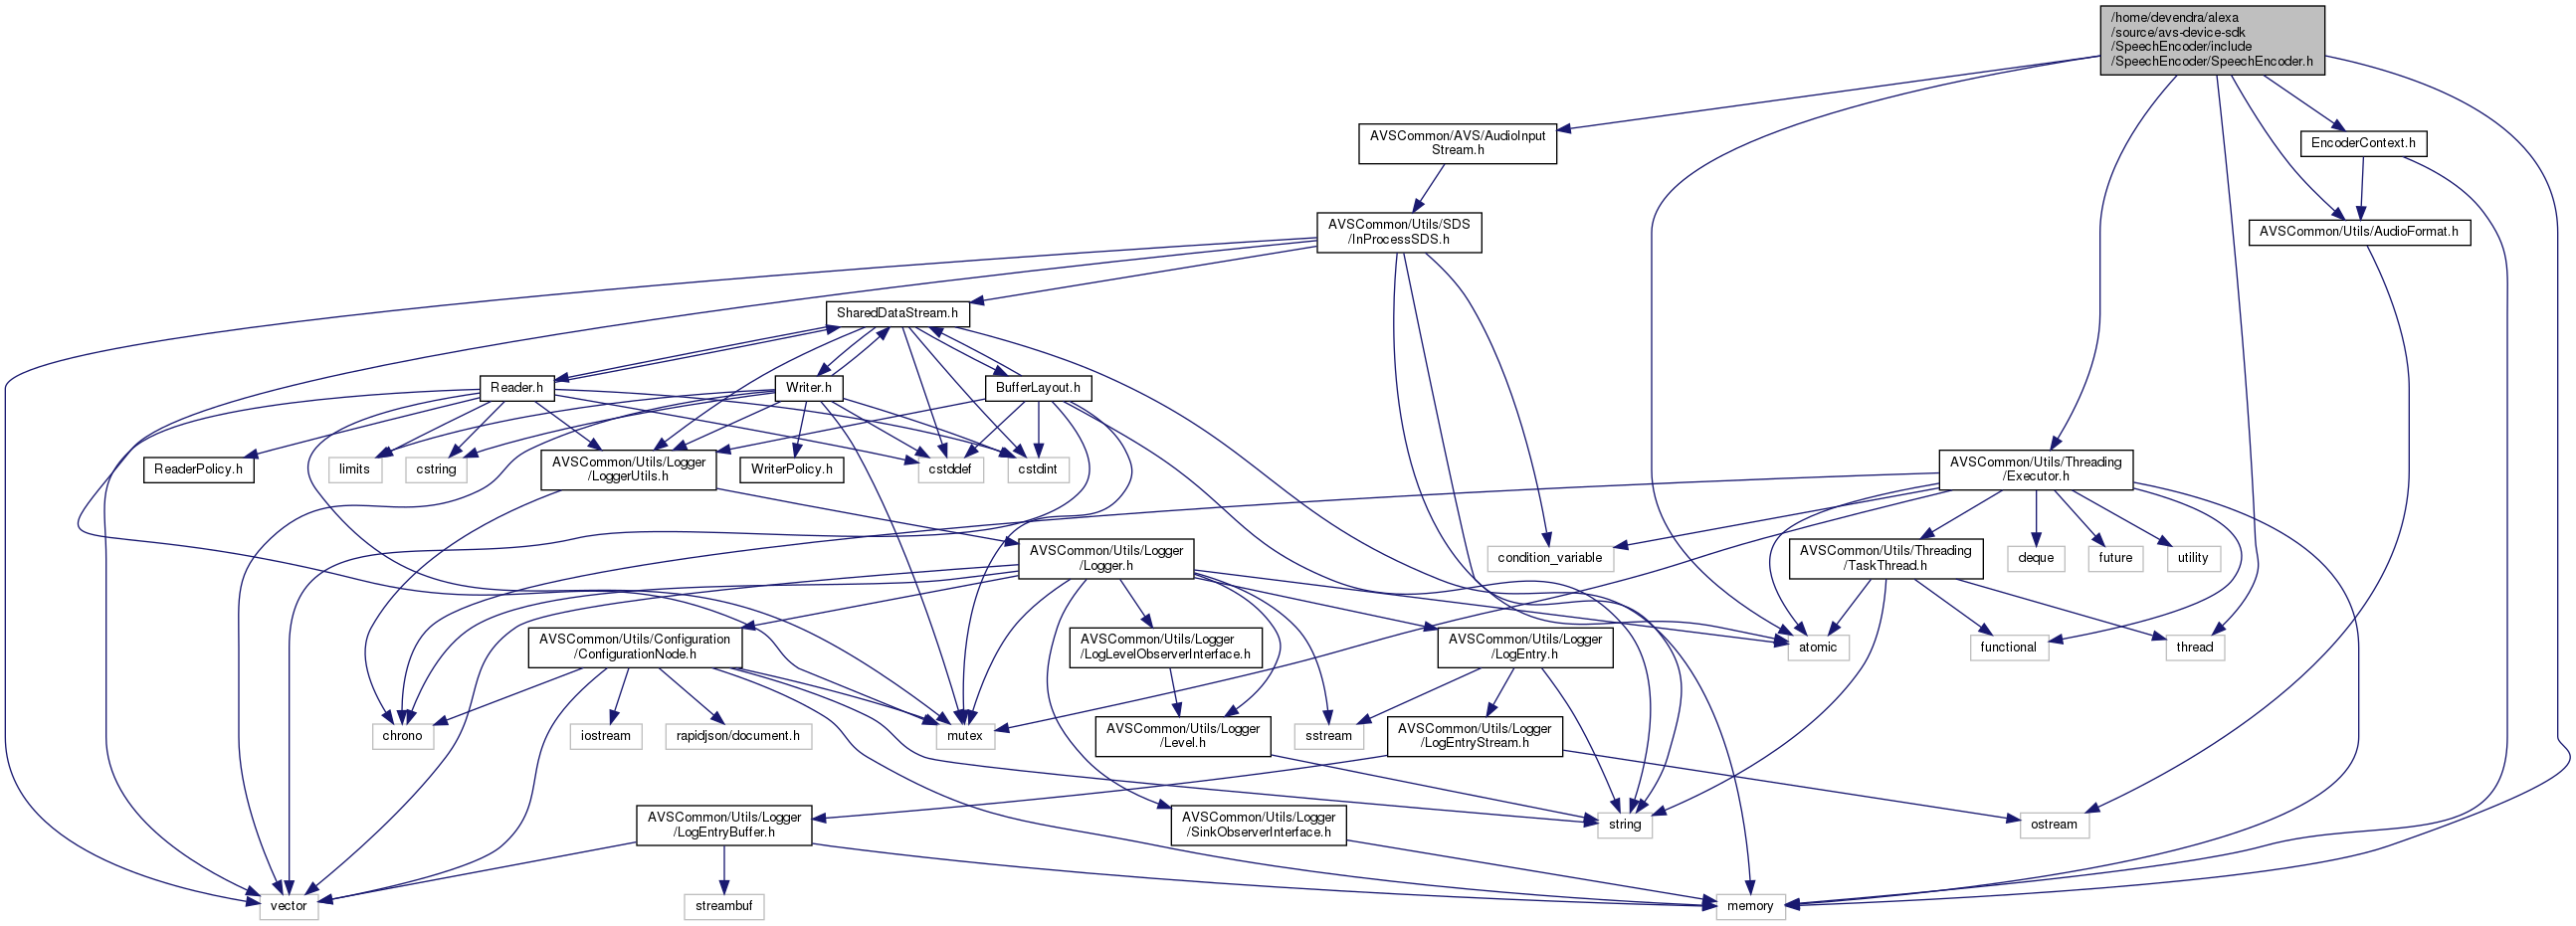 /home/devendra/alexa
/source/avs-device-sdk
/SpeechEncoder/include
/SpeechEncoder/SpeechEncoder.h
AVSCommon/AVS/AudioInput
Stream.h
EncoderContext.h
AVSCommon/Utils/SDS
/InProcessSDS.h
AVSCommon/Utils/AudioFormat.h
SharedDataStream.h
Reader.h
Writer.h
BufferLayout.h
ReaderPolicy.h
limits
cstring
AVSCommon/Utils/Logger
/LoggerUtils.h
WriterPolicy.h
cstddef
cstdint
AVSCommon/Utils/Threading
/Executor.h
AVSCommon/Utils/Logger
/Logger.h
condition_variable
AVSCommon/Utils/Threading
/TaskThread.h
deque
future
utility
AVSCommon/Utils/Configuration
/ConfigurationNode.h
AVSCommon/Utils/Logger
/LogLevelObserverInterface.h
AVSCommon/Utils/Logger
/LogEntry.h
atomic
functional
thread
chrono
iostream
rapidjson/document.h
mutex
AVSCommon/Utils/Logger
/Level.h
sstream
AVSCommon/Utils/Logger
/LogEntryStream.h
AVSCommon/Utils/Logger
/LogEntryBuffer.h
AVSCommon/Utils/Logger
/SinkObserverInterface.h
string
ostream
vector
streambuf
memory